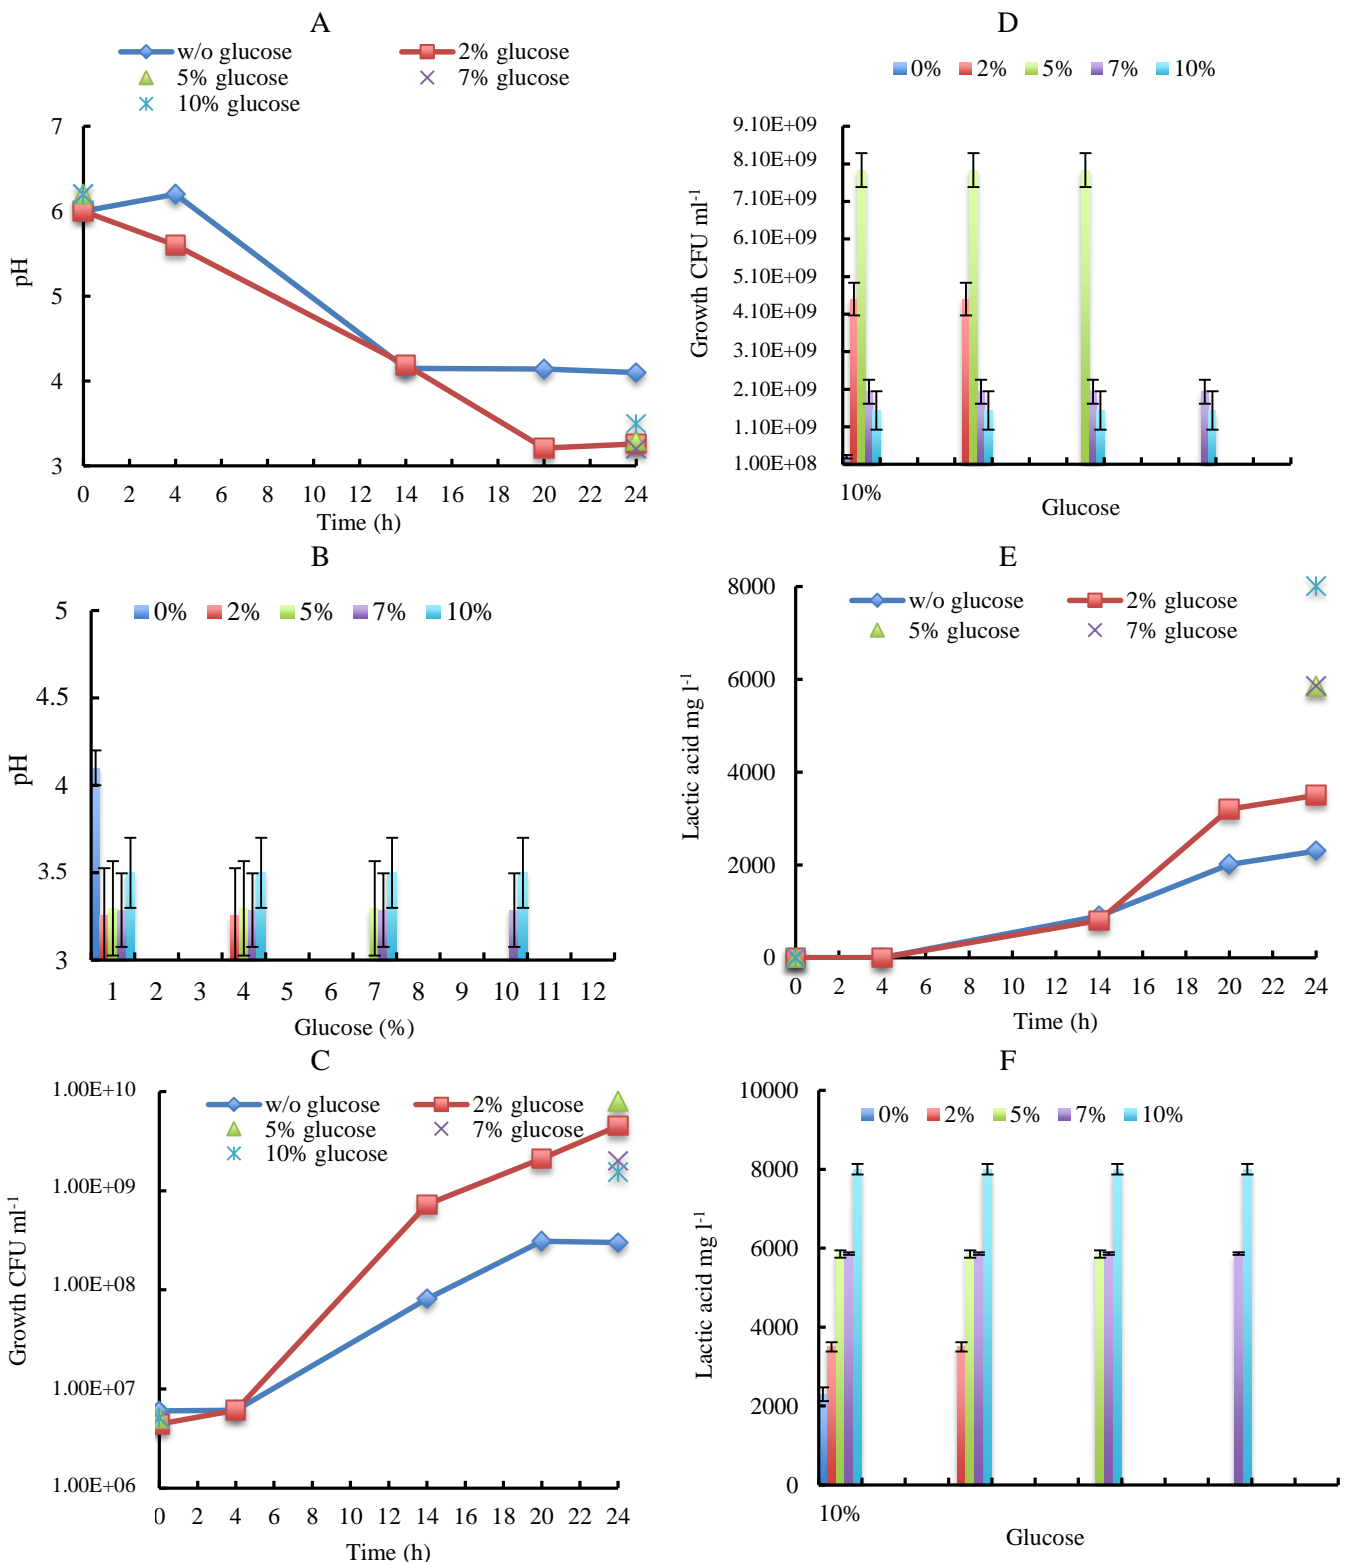 A
w/o glucose
2% glucose
5% glucose
7% glucose
10% glucose
7
6
5
4
3
pH
0 2 4 6 8 10 12 14 16 18 20 22 24
Time (h)
B
0% 2% 5% 7% 10%
5
4.5
4
3.5
3
pH
1 2 3 4 5 6 7 8 9 10 11 12
Glucose (%)
C
w/o glucose
2% glucose
5% glucose
7% glucose
10% glucose
1.00E+10
1.00E+09
1.00E+08
1.00E+07
1.00E+06
Growth CFU ml-1
0 2 4 6 8 10 12 14 16 18 20 22 24
Time (h)
D
0% 2% 5% 7% 10%
9.10E+09
8.10E+09
7.10E+09
6.10E+09
5.10E+09
4.10E+09
3.10E+09
2.10E+09
1.10E+09
1.00E+08
Growth CFU ml-1
10%
Glucose
E
w/o glucose
2% glucose
5% glucose
7% glucose
8000
6000
4000
2000
0
Lactic acid mg l-1
0 2 4 6 8 10 12 14 16 18 20 22 24
Time (h)
F
0% 2% 5% 7% 10%
10000
8000
6000
4000
2000
0
Lactic acid mg l-1
10%
Glucose